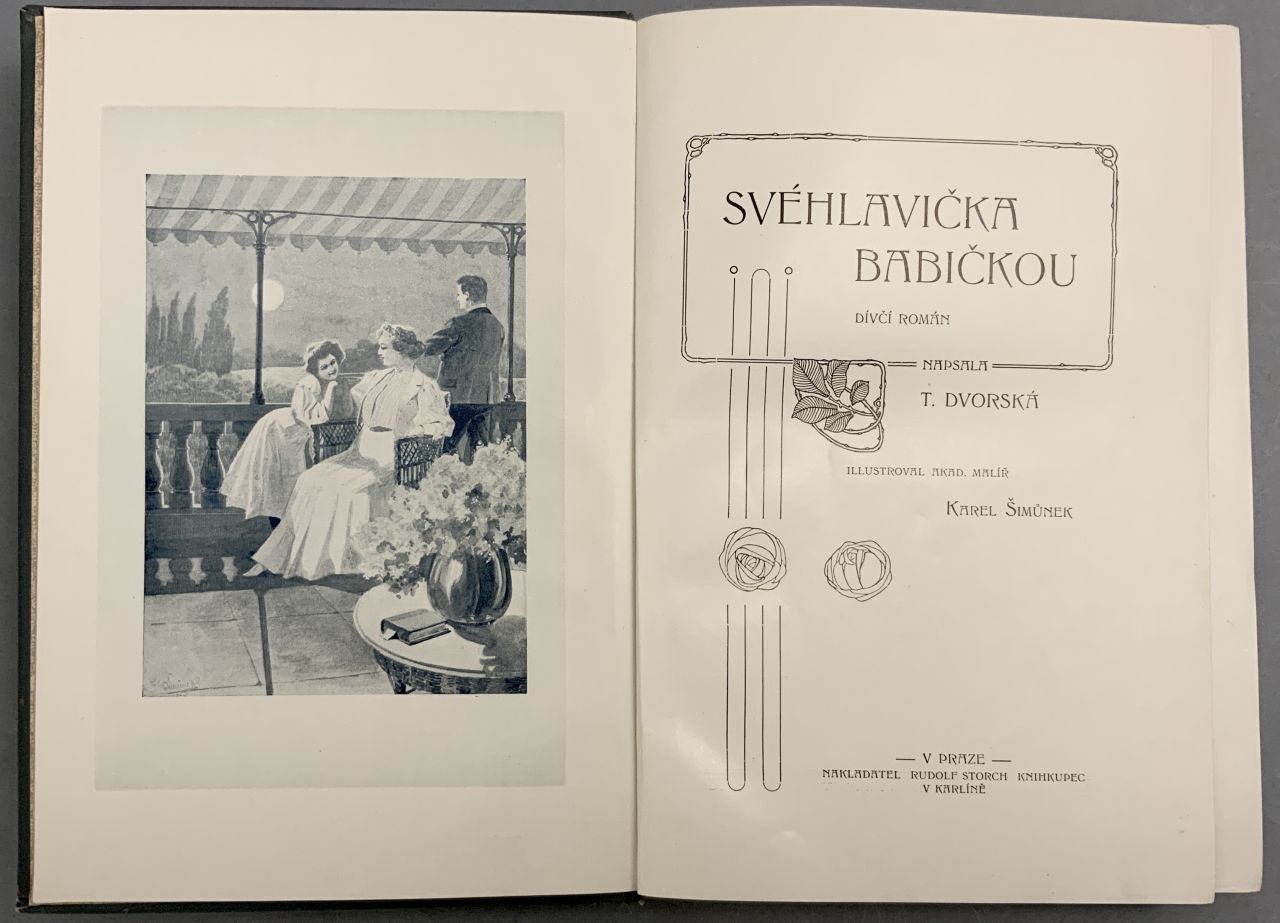 SVÉHLAVIČKA
BABIČKOU
DÍVČÍ ROMÁN
NAPSALA
T. DVORSKÁ
ILLUSTROVAL AKAD. MALÍŘ
KAREL ŠIMŮNEK
— V PRAZE —
NAKLADATEL RUDOLF STORCH KNIHKUPEC
V KARLÍNĚ